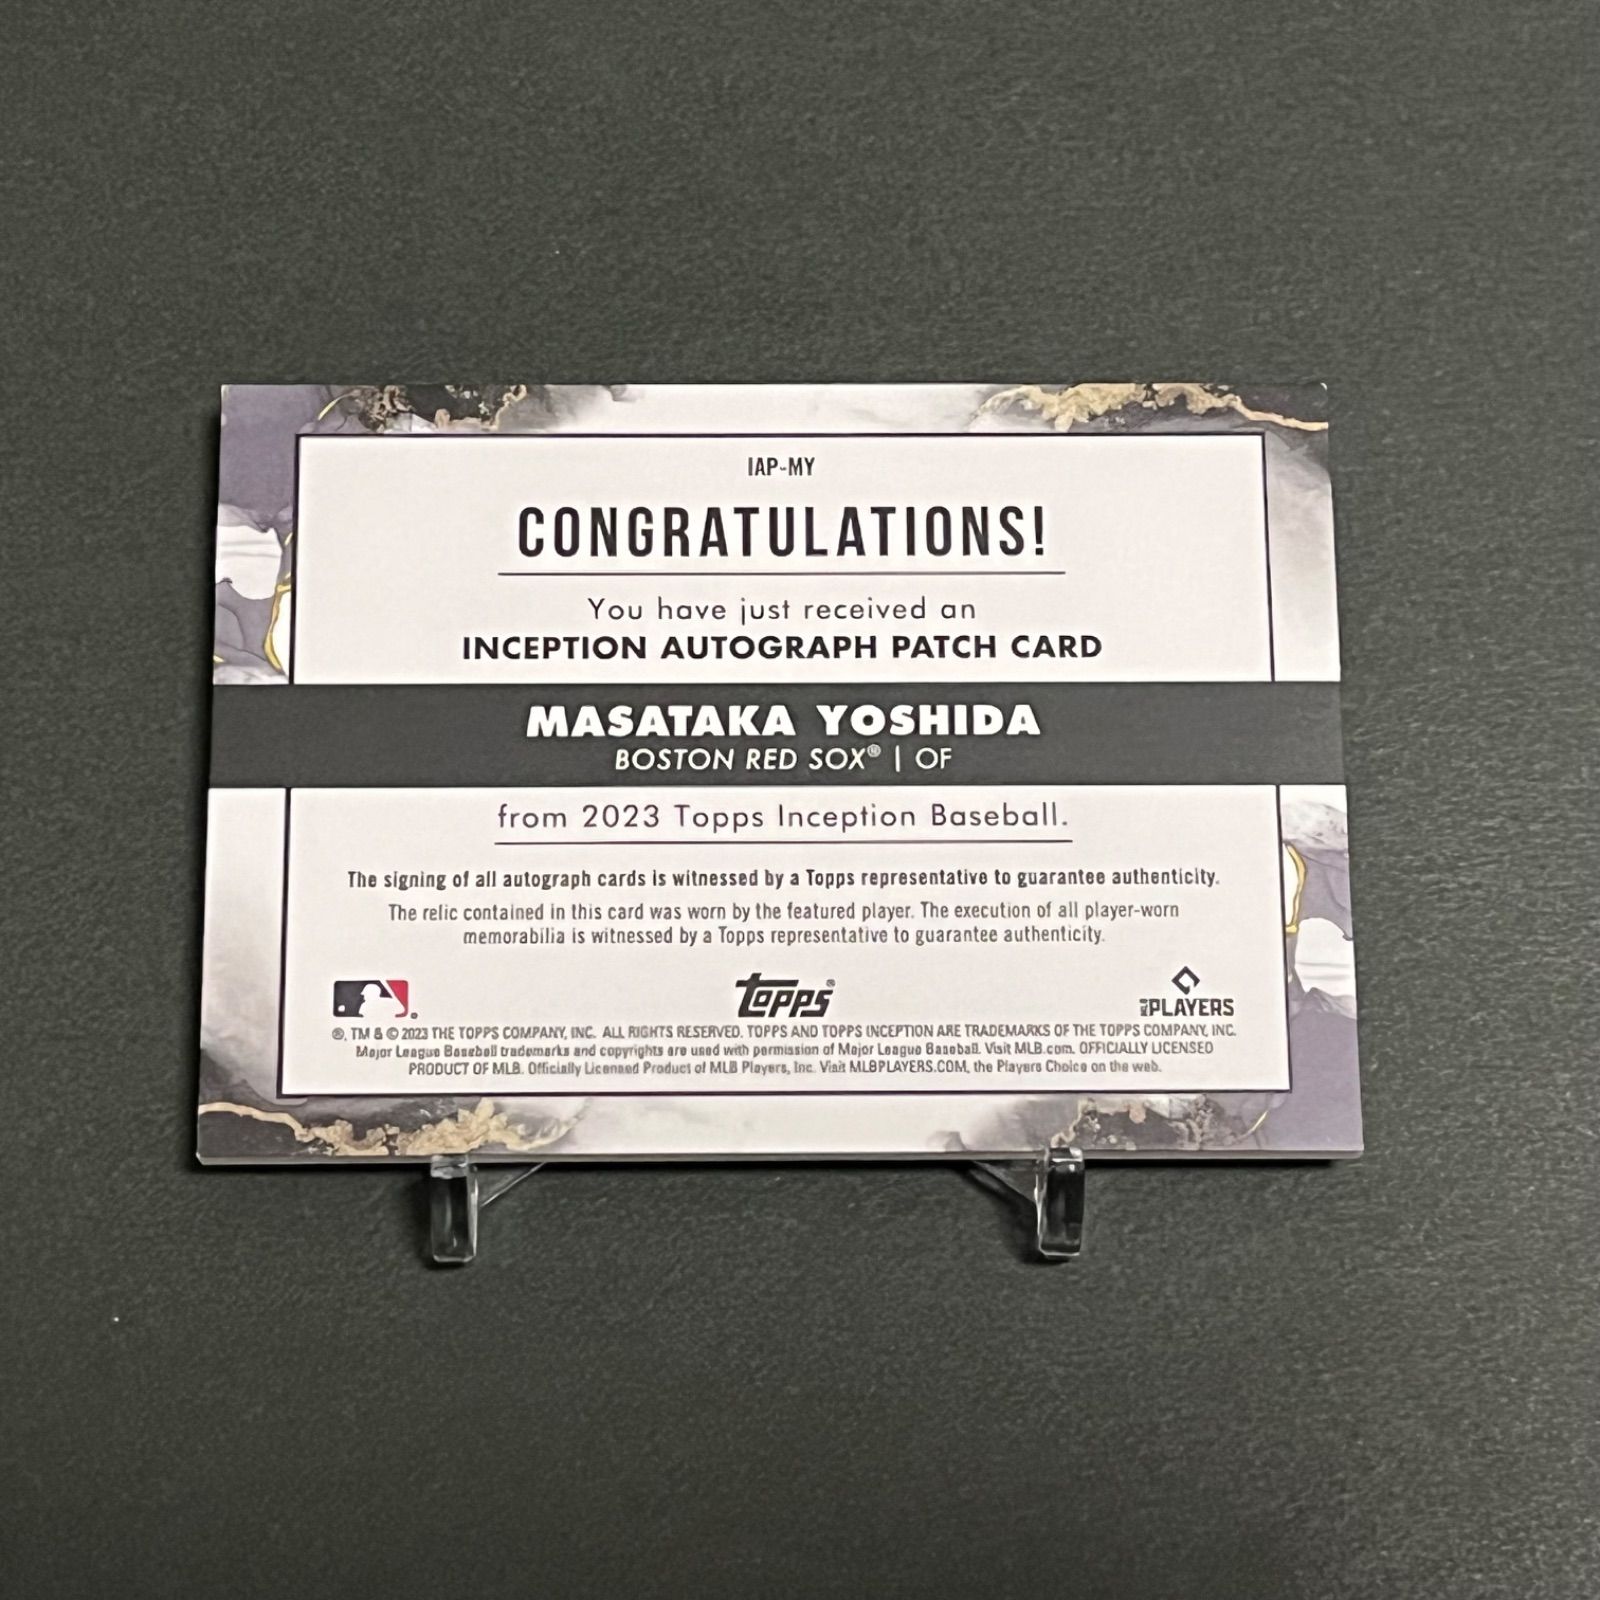 IAP-MY
CONGRATULATIONS!
You have just received an
INCEPTION AUTOGRAPH PATCH CARD
MASATAKA YOSHIDA
BOSTON RED SOX® | OF
from 2023 Topps Inception Baseball.
The signing of all autograph cards is witnessed by a Topps representative to guarantee authenticity.
The relic contained in this card was worn by the featured player. The execution of all player-worn
memorabilia is witnessed by a Topps representative to guarantee authenticity.
topps®
PLAYERS
®, TM & © 2023 THE TOPPS COMPANY, INC. ALL RIGHTS RESERVED. TOPPS AND TOPPS INCEPTION ARE TRADEMARKS OF THE TOPPS COMPANY, INC.
Major League Baseball trademarks and copyrights are used with permission of Major League Baseball. Visit MLB.com. OFFICIALLY LICENSED
PRODUCT OF MLB. Officially Licensed Product of MLB Players, Inc. Visit MLBPLAYERS.COM, the Players Choice on the web.